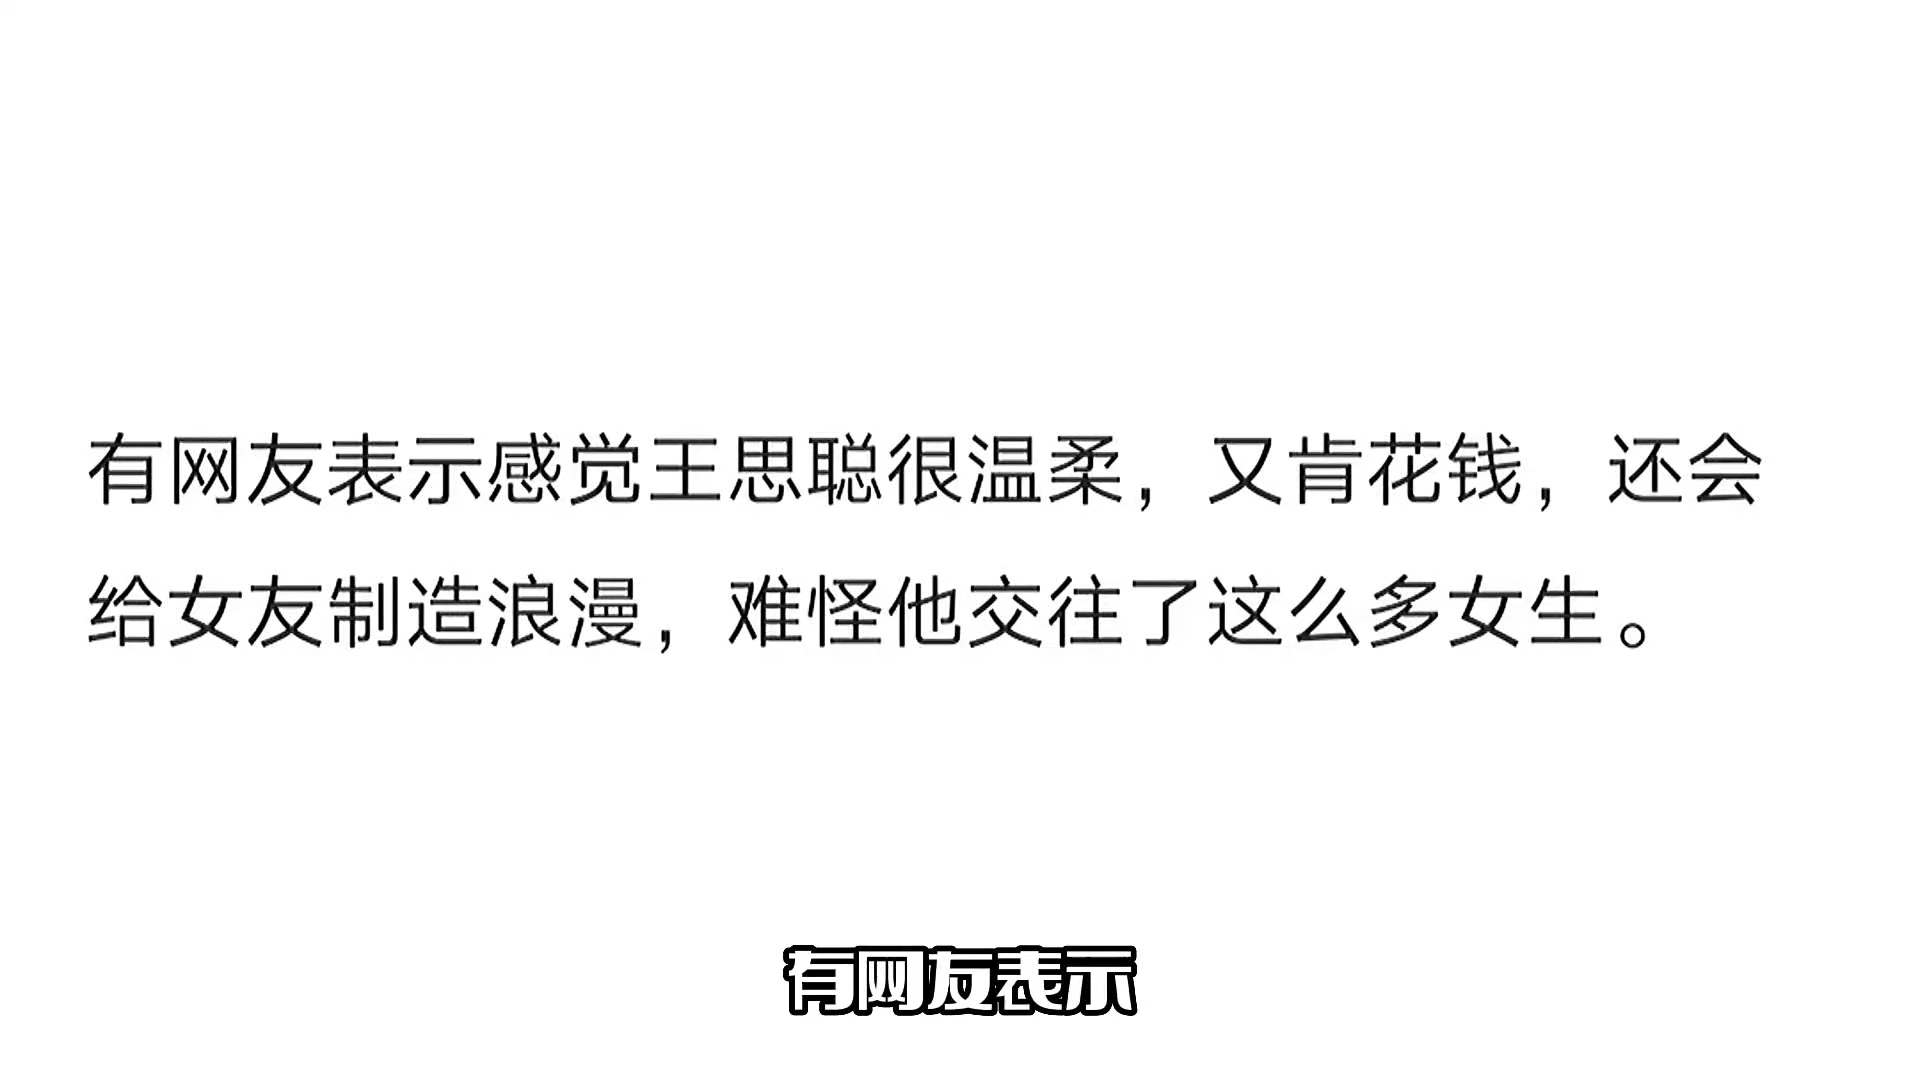 有网友表示感觉王思聪很温柔，又肯花钱，还会
给女友制造浪漫，难怪他交往了这么多女生。
有网友表示